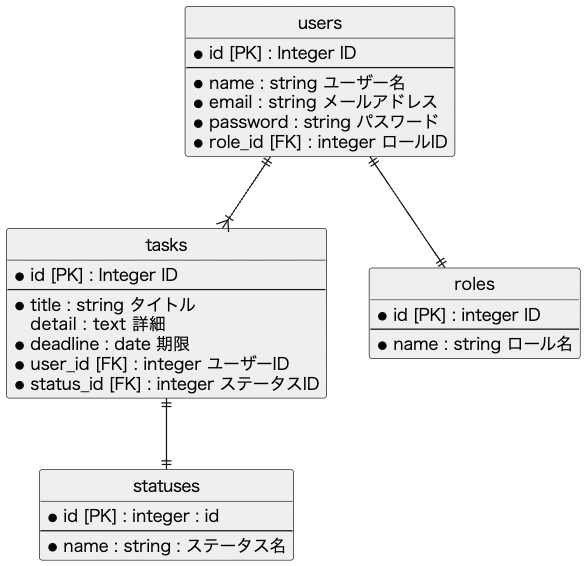 users
id [PK] : Integer ID
name : string ユーザー名
email : string メールアドレス
password : string パスワード
role_id [FK] : integer ロールID
tasks
id [PK] : Integer ID
title : string タイトル
detail : text 詳細
deadline : date 期限
user_id [FK] : integer ユーザーID
status_id [FK] : integer ステータスID
roles
id [PK] : integer ID
name : string ロール名
statuses
id [PK] : integer : id
name : string : ステータス名